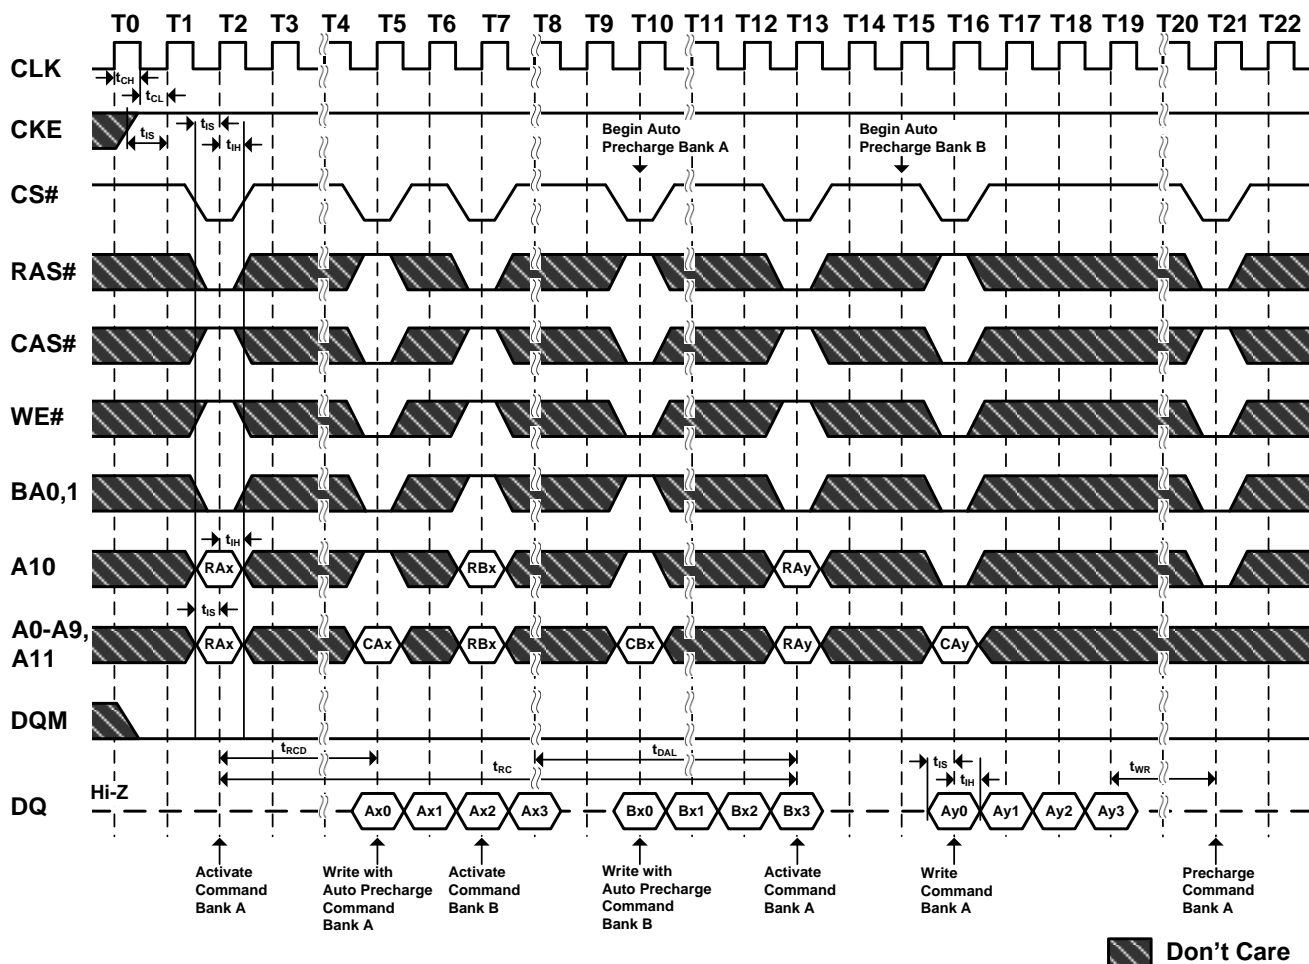 T0 T1 T2 T3 T4 T5 T6 T7 T8 T9 T10 T11 T12 T13 T14 T15 T16 T17 T18 T19 T20 T21 T22
CLK
tCH
tCL
CKE
tIS
tIS
tIH
Begin Auto
Precharge Bank A
Begin Auto
Precharge Bank B
CS#
RAS#
CAS#
WE#
BA0,1
tIH
A10
RAx RBx RAy
tIS
A0-A9,
A11
RAx CAx RBx CBx RAy CAy
DQM
tRCD
tDAL
tRC
tIS
tIH
tWR
Hi-Z
DQ
Ax0 Ax1 Ax2 Ax3 Bx0 Bx1 Bx2 Bx3 Ay0 Ay1 Ay2 Ay3
Activate
Command
Bank A
Write with
Auto Precharge
Command
Bank A
Activate
Command
Bank B
Write with
Auto Precharge
Command
Bank B
Activate
Command
Bank A
Write
Command
Bank A
Precharge
Command
Bank A
Don't Care